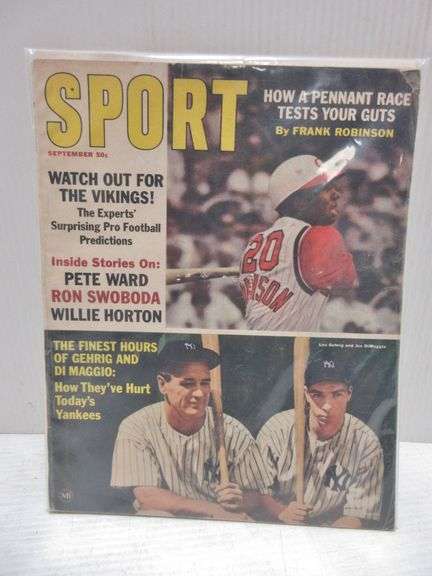 SPORT
SEPTEMBER 50c
HOW A PENNANT RACE
TESTS YOUR GUTS
By FRANK ROBINSON
WATCH OUT FOR
THE VIKINGS!
The Experts'
Surprising Pro Football
Predictions
Inside Stories On:
PETE WARD
RON SWOBODA
WILLIE HORTON
20
THE FINEST HOURS
OF GEHRIG AND
DI MAGGIO:
How They've Hurt
Today's
Yankees
Lou Gehrig and Joe DiMaggio